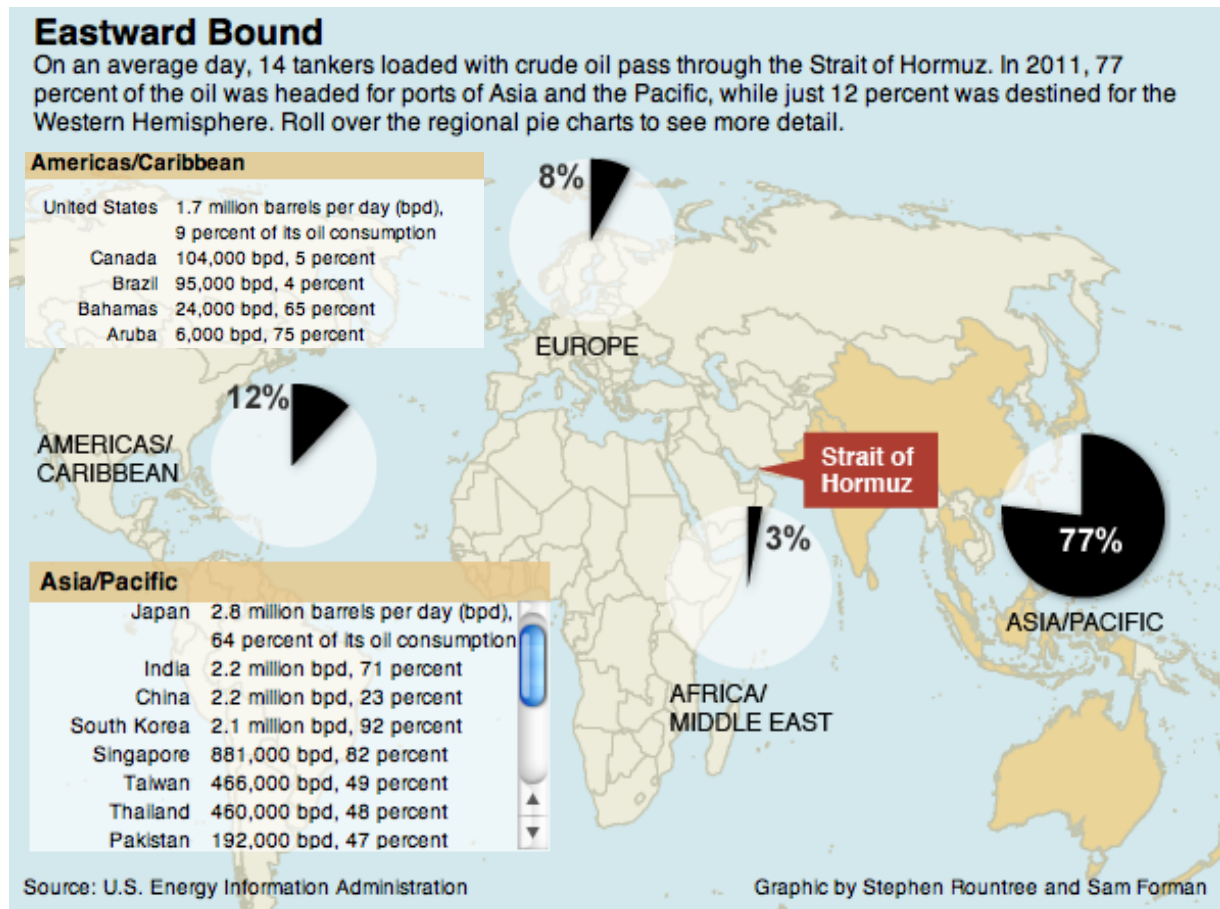 Eastward Bound
On an average day, 14 tankers loaded with crude oil pass through the Strait of Hormuz. In 2011, 77
percent of the oil was headed for ports of Asia and the Pacific, while just 12 percent was destined for the
Western Hemisphere. Roll over the regional pie charts to see more detail.
Americas/Caribbean
United States 1.7 million barrels per day (bpd),
9 percent of its oil consumption
Canada 104,000 bpd, 5 percent
Brazil 95,000 bpd, 4 percent
Bahamas 24,000 bpd, 65 percent
Aruba 6,000 bpd, 75 percent
8%
EUROPE
12%
AMERICAS/
CARIBBEAN
Strait of
Hormuz
77%
ASIA/PACIFIC
3%
AFRICA/
MIDDLE EAST
Asia/Pacific
Japan 2.8 million barrels per day (bpd),
64 percent of its oil consumption
India 2.2 million bpd, 71 percent
China 2.2 million bpd, 23 percent
South Korea 2.1 million bpd, 92 percent
Singapore 881,000 bpd, 82 percent
Taiwan 466,000 bpd, 49 percent
Thailand 460,000 bpd, 48 percent
Pakistan 192,000 bpd, 47 percent
Source: U.S. Energy Information Administration
Graphic by Stephen Rountree and Sam Forman